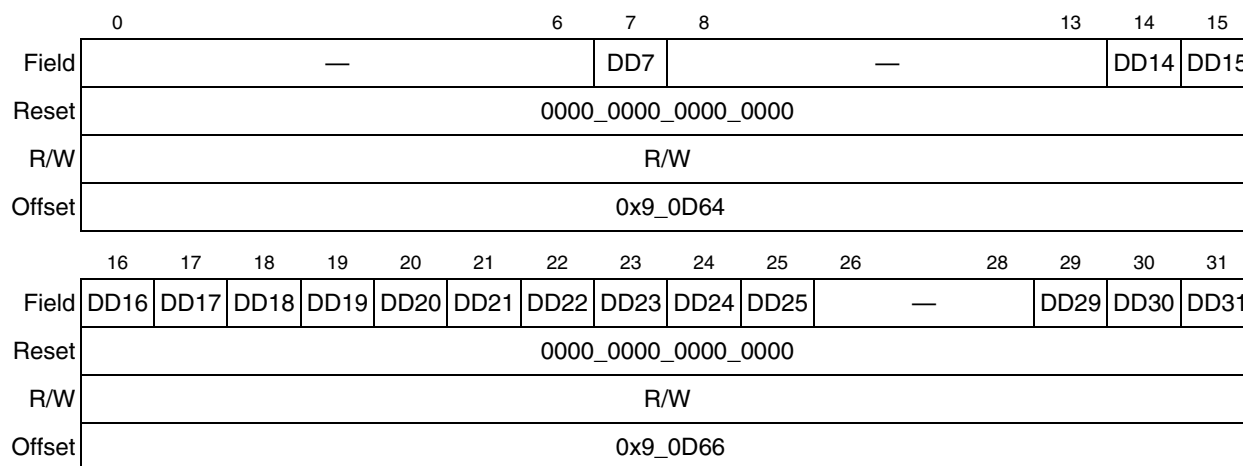 0 6 7 8 13 14 15
Field — DD7 — DD14 DD15
Reset 0000_0000_0000_0000
R/W R/W
Offset 0x9_0D64
16 17 18 19 20 21 22 23 24 25 26 28 29 30 31
Field DD16 DD17 DD18 DD19 DD20 DD21 DD22 DD23 DD24 DD25 — DD29 DD30 DD31
Reset 0000_0000_0000_0000
R/W R/W
Offset 0x9_0D66